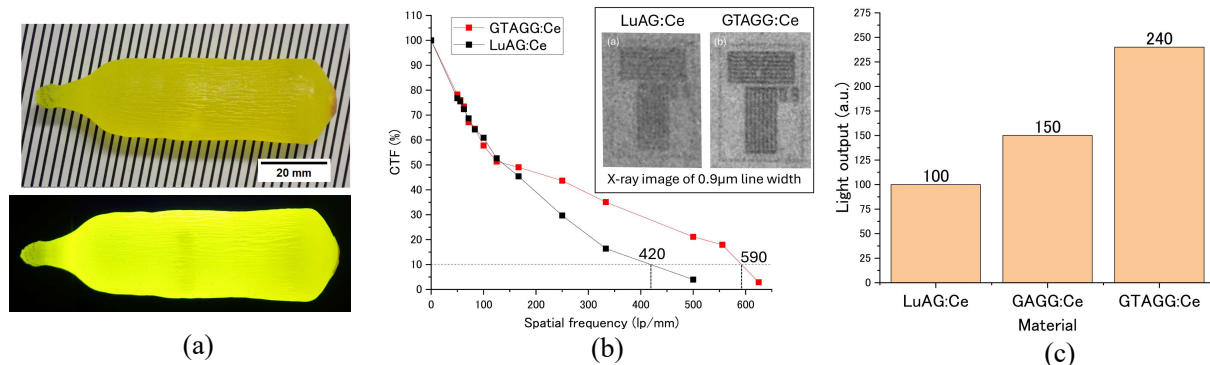 20 mm
(a)
100
90
80
70
60
50
40
30
20
10
0
CTF (%)
0
100
200
300
400
500
600
Spatial frequency (lp/mm)
GTAGG:Ce
LuAG:Ce
420
590
LuAG:Ce
GTAGG:Ce
(a)
(b)
X-ray image of 0.9μm line width
(b)
275
250
225
200
175
150
125
100
75
50
25
0
Light output (a.u.)
100
150
240
LuAG:Ce
GAGG:Ce
GTAGG:Ce
Material
(c)